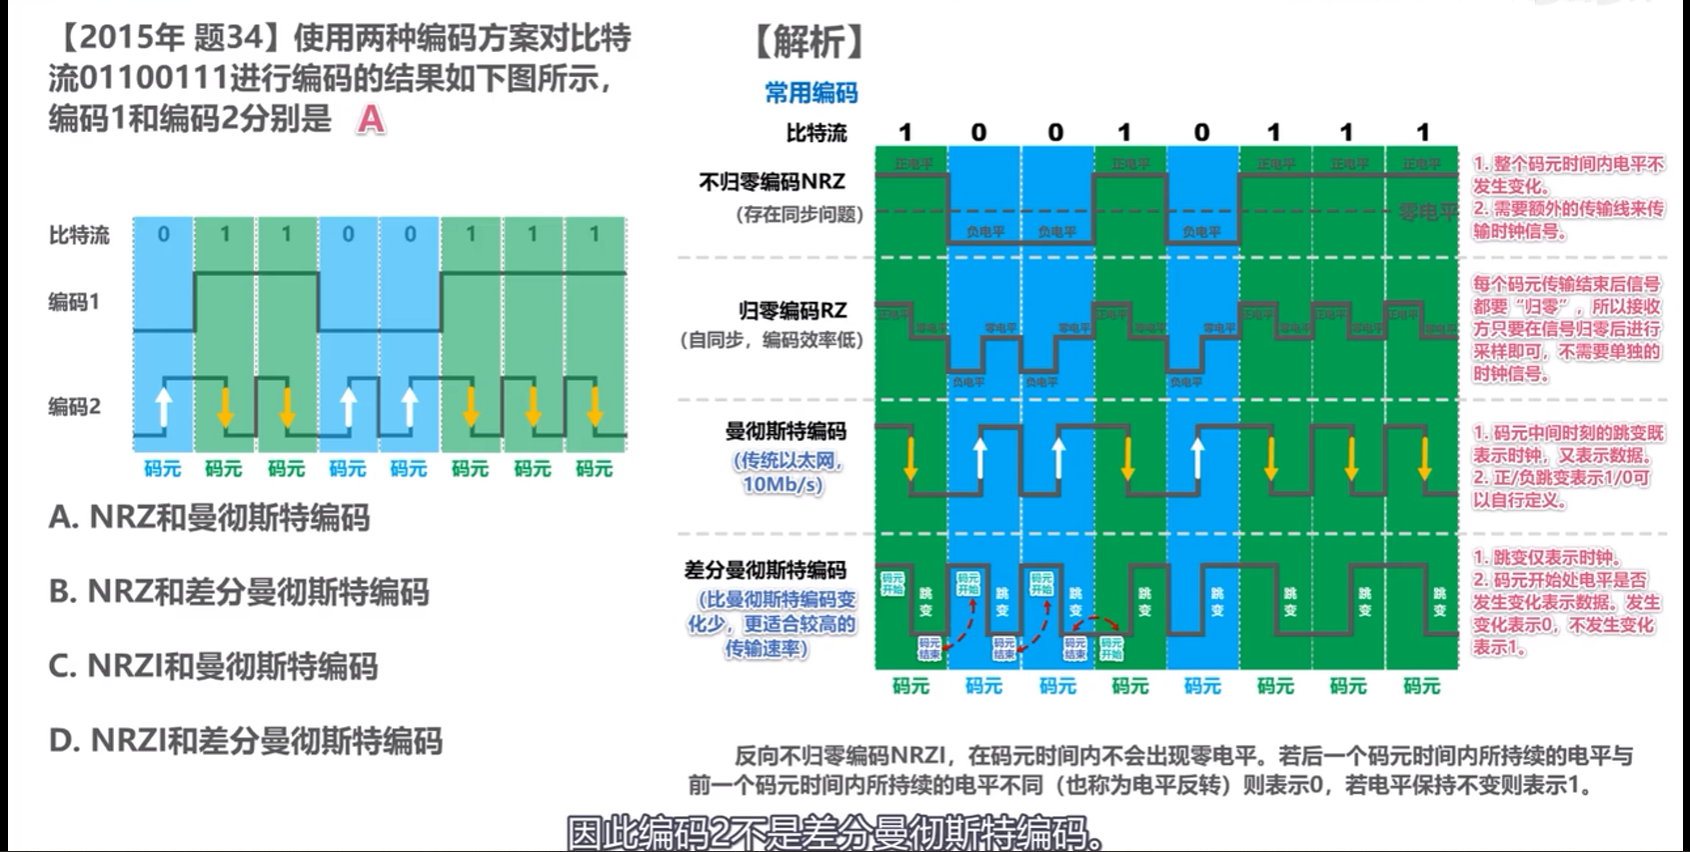 【2015年 题34】使用两种编码方案对比特
流01100111进行编码的结果如下图所示，
编码1和编码2分别是 A
比特流 0 1 1 0 0 1 1 1
编码1
编码2
码元 码元 码元 码元 码元 码元 码元 码元
A. NRZ和曼彻斯特编码
B. NRZ和差分曼彻斯特编码
C. NRZI和曼彻斯特编码
D. NRZI和差分曼彻斯特编码
【解析】
常用编码
比特流 1 0 0 1 0 1 1 1
不归零编码NRZ
（存在同步问题）
正电平 正电平 正电平 正电平 正电平
零电平
负电平 负电平 负电平
1. 整个码元时间内电平不
发生变化。
2. 需要额外的传输线来传
输时钟信号。
归零编码RZ
（自同步，编码效率低）
正电平 正电平 正电平 正电平 正电平
零电平 零电平 零电平 零电平 零电平 零电平 零电平 零电平
负电平 负电平 负电平
每个码元传输结束后信号
都要“归零”，所以接收
方只要在信号归零后进行
采样即可，不需要单独的
时钟信号。
曼彻斯特编码
（传统以太网，
10Mb/s）
1. 码元中间时刻的跳变既
表示时钟，又表示数据。
2. 正/负跳变表示1/0可
以自行定义。
差分曼彻斯特编码
（比曼彻斯特编码变
化少，更适合较高的
传输速率）
码元
开始
跳
变
码元
结束
码元
开始
跳
变
码元
结束
码元
开始
跳
变
码元
结束
码元
开始
跳
变
跳
变
跳
变
跳
变
跳
变
1. 跳变仅表示时钟。
2. 码元开始处电平是否
发生变化表示数据。发生
变化表示0，不发生变化
表示1。
码元 码元 码元 码元 码元 码元 码元 码元
反向不归零编码NRZI，在码元时间内不会出现零电平。若后一个码元时间内所持续的电平与
前一个码元时间内所持续的电平不同（也称为电平反转）则表示0，若电平保持不变则表示1。
因此编码2不是差分曼彻斯特编码。